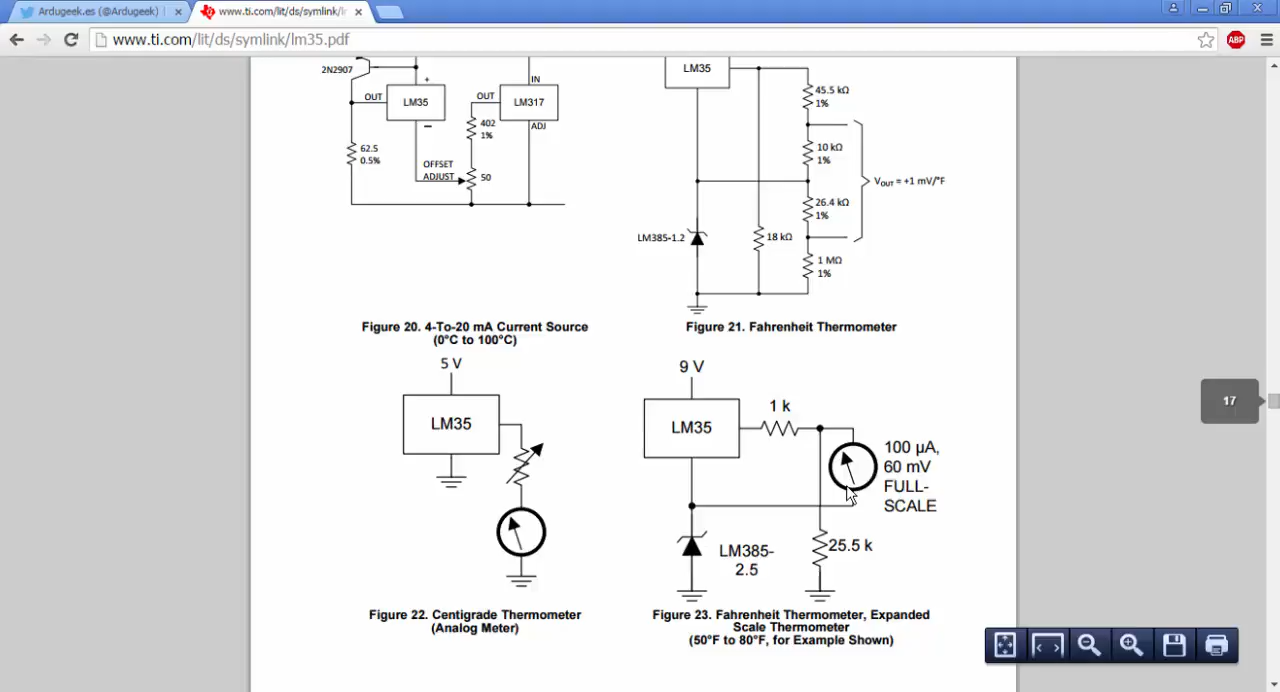 Ardugeek.es (@Ardugeek)
www.ti.com/lit/ds/symlink/l
www.ti.com/lit/ds/symlink/lm35.pdf
ABP
2N2907
+
IN
OUT
LM35
OUT
LM317
−
ADJ
402
1%
62.5
0.5%
OFFSET
ADJUST
50
Figure 20. 4-To-20 mA Current Source
(0°C to 100°C)
LM35
45.5 kΩ
1%
10 kΩ
1%
VOUT = +1 mV/°F
26.4 kΩ
1%
LM385-1.2
18 kΩ
1 MΩ
1%
Figure 21. Fahrenheit Thermometer
5 V
LM35
Figure 22. Centigrade Thermometer
(Analog Meter)
9 V
LM35
1 k
100 µA,
60 mV
FULL-
SCALE
LM385-
2.5
25.5 k
Figure 23. Fahrenheit Thermometer, Expanded
Scale Thermometer
(50°F to 80°F, for Example Shown)
17